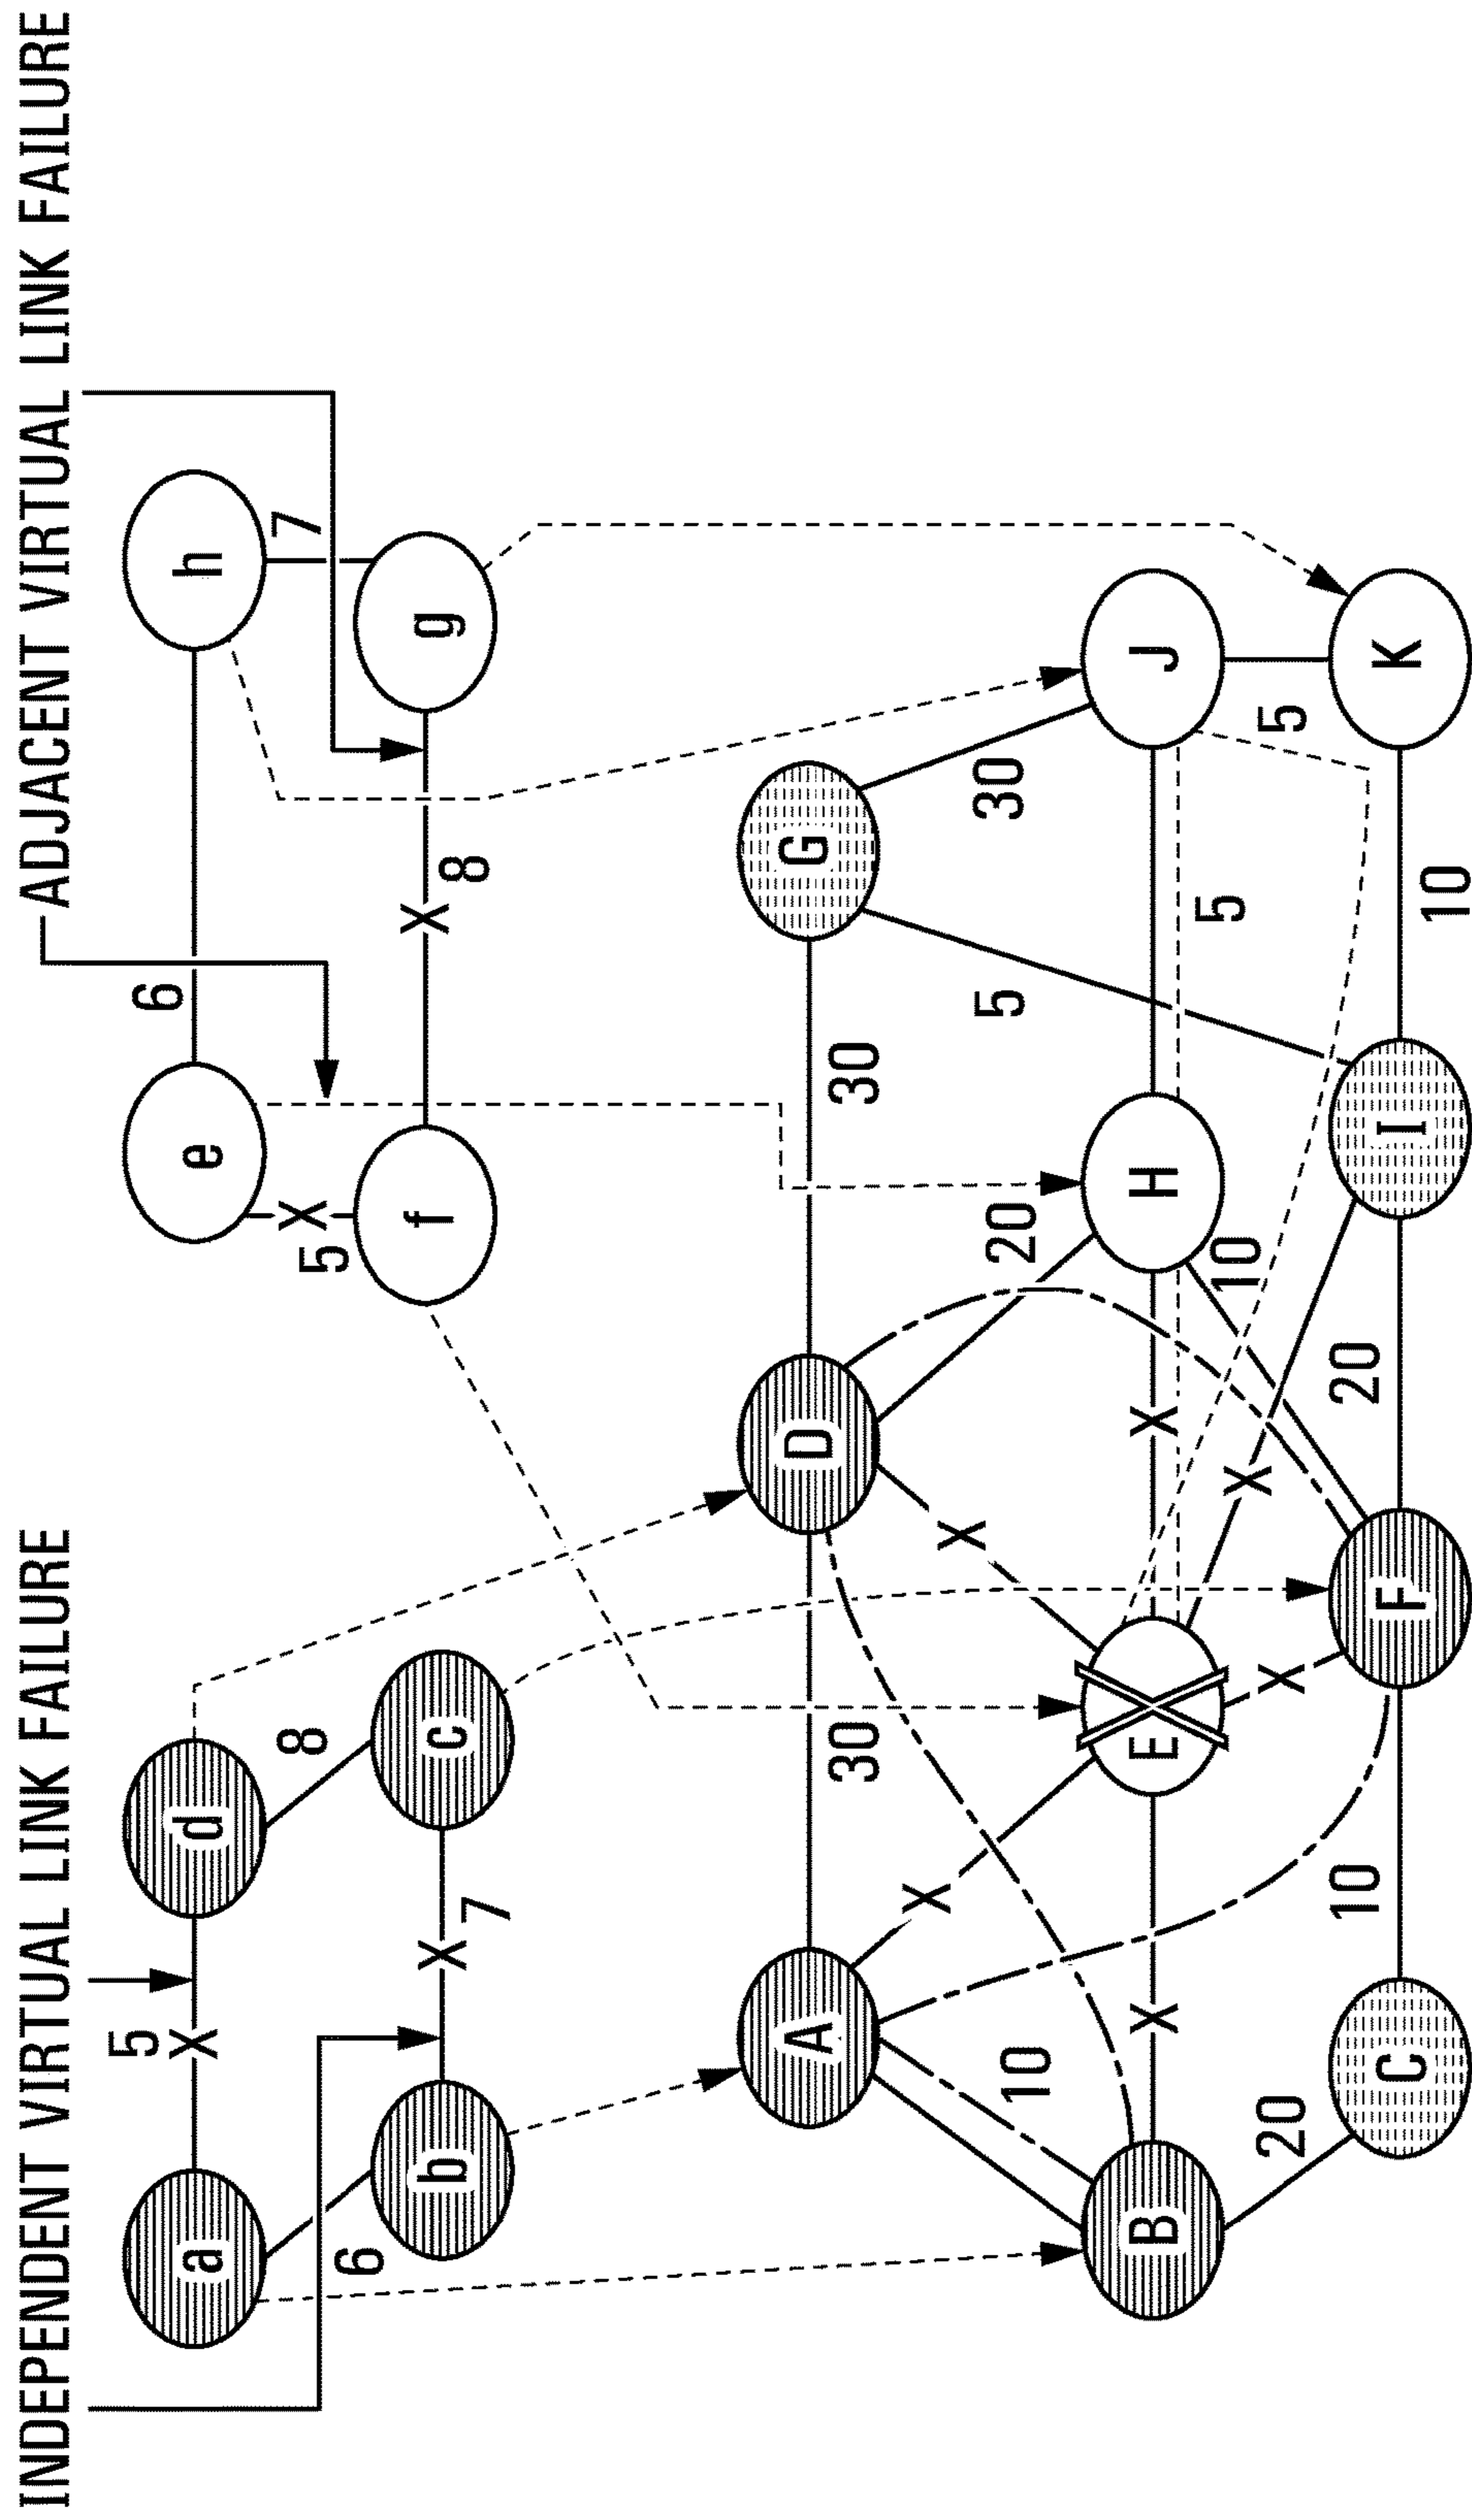 INDEPENDENT VIRTUAL LINK FAILURE
ADJACENT VIRTUAL LINK FAILURE
5
6
a
X
d
e
h
8
X
7
5
6
b
X
c
f
X
g
7
8
A
D
G
30
30
X
X
10
20
5
30
B
X
E
X
H
J
5
20
X
X
10
5
10
20
C
F
I
K
10